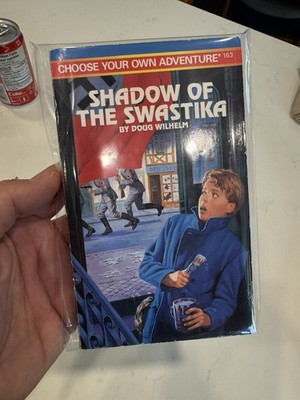 CHOOSE YOUR OWN ADVENTURE® 163
SHADOW OF
THE SWASTIKA
BY DOUG WILHELM